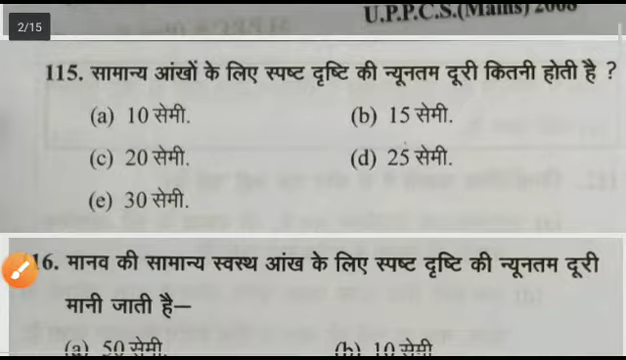 U.P.P.C.S.(Mains) 2006
2/15
115. सामान्य आंखों के लिए स्पष्ट दृष्टि की न्यूनतम दूरी कितनी होती है ?
(a) 10 सेमी. (b) 15 सेमी.
(c) 20 सेमी. (d) 25 सेमी.
(e) 30 सेमी.
16. मानव की सामान्य स्वस्थ आंख के लिए स्पष्ट दृष्टि की न्यूनतम दूरी
मानी जाती है–
(a) 50 सेमी. (b) 10 सेमी